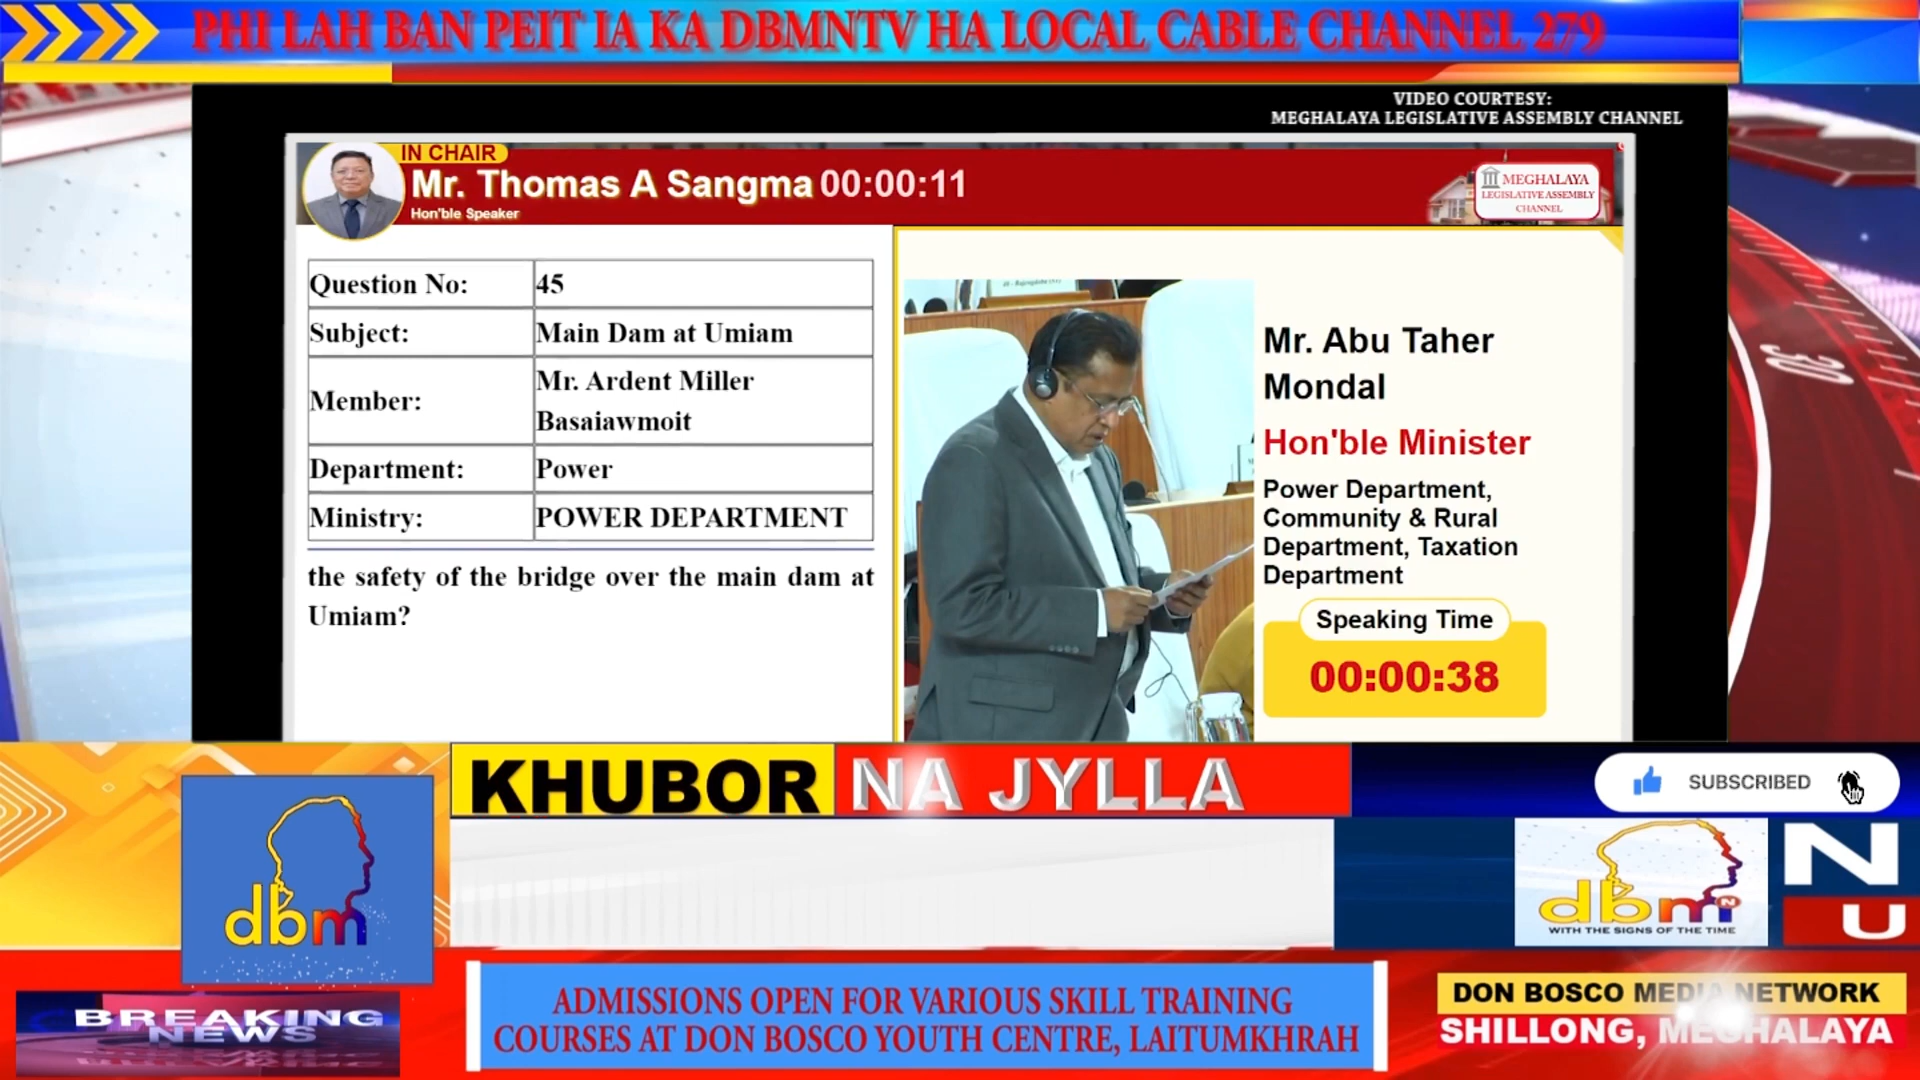 PHI LAH BAN PEIT IA KA DBMNTV HA LOCAL CABLE CHANNEL 279
VIDEO COURTESY:
MEGHALAYA LEGISLATIVE ASSEMBLY CHANNEL
IN CHAIR
Mr. Thomas A Sangma 00:00:11
Hon'ble Speaker
MEGHALAYA
LEGISLATIVE ASSEMBLY
CHANNEL
Question No: 45
Subject: Main Dam at Umiam
Member: Mr. Ardent Miller
Basaiawmoit
Department: Power
Ministry: POWER DEPARTMENT
the safety of the bridge over the main dam at
Umiam?
Mr. Abu Taher
Mondal
Hon'ble Minister
Power Department,
Community & Rural
Department, Taxation
Department
Speaking Time
00:00:38
30
KHUBOR NA JYLLA
SUBSCRIBED
dbm
dbm N
WITH THE SIGNS OF THE TIME
N
U
BREAKING
NEWS
ADMISSIONS OPEN FOR VARIOUS SKILL TRAINING
COURSES AT DON BOSCO YOUTH CENTRE, LAITUMKHRAH
DON BOSCO MEDIA NETWORK
SHILLONG, MEGHALAYA